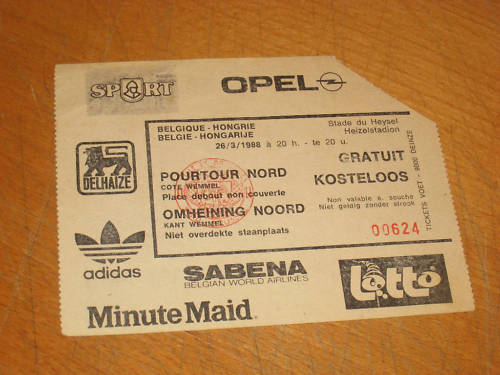 SPORT
OPEL
BELGIQUE - HONGRIE
BELGIE - HONGARIJE
26/3/1988 à 20 h. - te 20 u.
Stade du Heysel
Heizelstadion
GRATUIT
KOSTELOOS
POURTOUR NORD
COTE WEMMEL
Place debout non couverte
OMHEINING NOORD
KANT WEMMEL
Niet overdekte staanplaats
Non valable s. souche
Niet geldig zonder strook
00624
TICKETS VOET - 9800 DEINZE
DELHAIZE
adidas
SABENA
BELGIAN WORLD AIRLINES
Lotto
Minute Maid